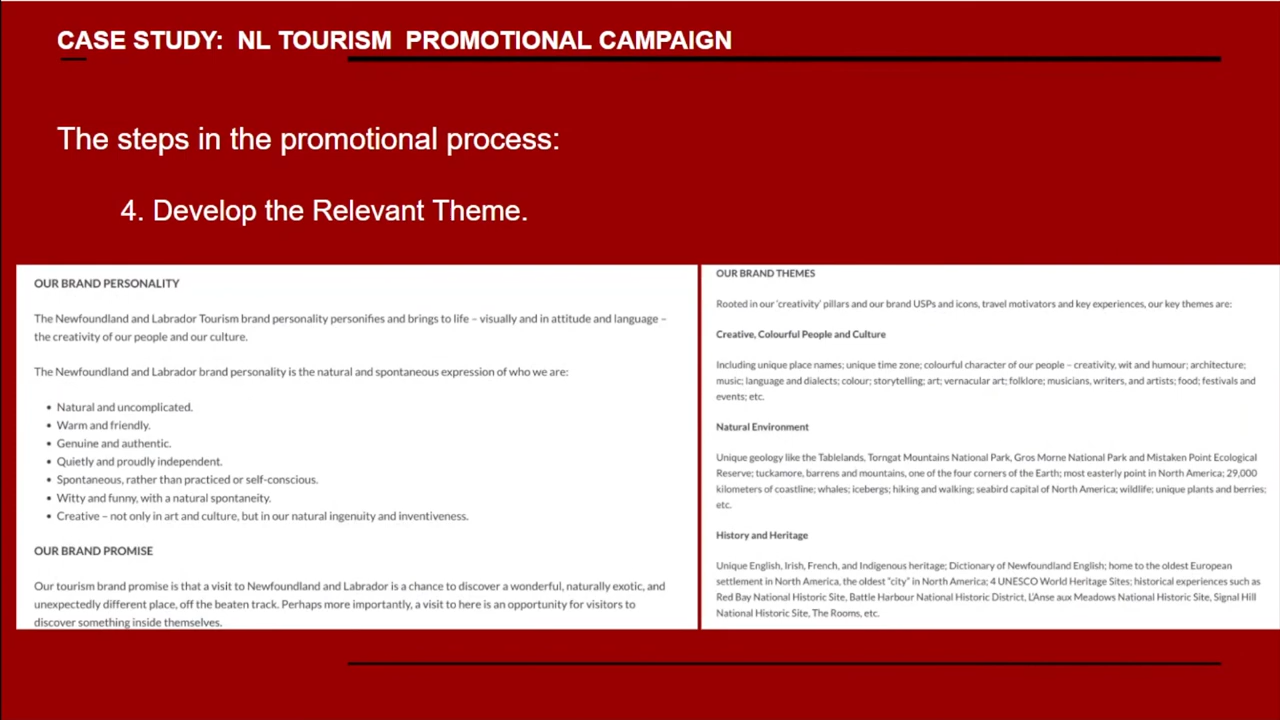 CASE STUDY: NL TOURISM PROMOTIONAL CAMPAIGN
The steps in the promotional process:
4. Develop the Relevant Theme.
OUR BRAND PERSONALITY
The Newfoundland and Labrador Tourism brand personality personifies and brings to life – visually and in attitude and language –
the creativity of our people and our culture.
The Newfoundland and Labrador brand personality is the natural and spontaneous expression of who we are:
• Natural and uncomplicated.
• Warm and friendly.
• Genuine and authentic.
• Quietly and proudly independent.
• Spontaneous, rather than practiced or self-conscious.
• Witty and funny, with a natural spontaneity.
• Creative – not only in art and culture, but in our natural ingenuity and inventiveness.
OUR BRAND PROMISE
Our tourism brand promise is that a visit to Newfoundland and Labrador is a chance to discover a wonderful, naturally exotic, and
unexpectedly different place, off the beaten track. Perhaps more importantly, a visit to here is an opportunity for visitors to
discover something inside themselves.
OUR BRAND THEMES
Rooted in our 'creativity' pillars and our brand USPs and icons, travel motivators and key experiences, our key themes are:
Creative, Colourful People and Culture
Including unique place names; unique time zone; colourful character of our people – creativity, wit and humour; architecture;
music; language and dialects; colour; storytelling; art; vernacular art; folklore; musicians, writers, and artists; food; festivals and
events; etc.
Natural Environment
Unique geology like the Tablelands, Torngat Mountains National Park, Gros Morne National Park and Mistaken Point Ecological
Reserve; tuckamore, barrens and mountains, one of the four corners of the Earth; most easterly point in North America; 29,000
kilometers of coastline; whales; icebergs; hiking and walking; seabird capital of North America; wildlife; unique plants and berries;
etc.
History and Heritage
Unique English, Irish, French, and Indigenous heritage; Dictionary of Newfoundland English; home to the oldest European
settlement in North America, the oldest "city" in North America; 4 UNESCO World Heritage Sites; historical experiences such as
Red Bay National Historic Site, Battle Harbour National Historic District, L'Anse aux Meadows National Historic Site, Signal Hill
National Historic Site, The Rooms, etc.